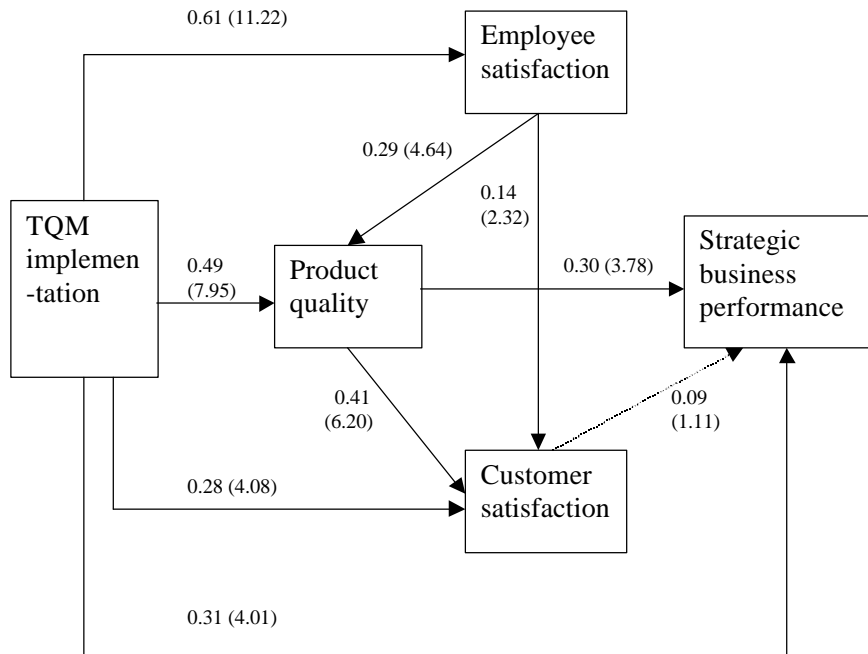 0.61 (11.22)
Employee
satisfaction
0.29 (4.64)
0.14
(2.32)
TQM
implemen-
-tation
0.49
(7.95)
Product
quality
0.30 (3.78)
Strategic
business
performance
0.41
(6.20)
0.09
(1.11)
0.28 (4.08)
Customer
satisfaction
0.31 (4.01)